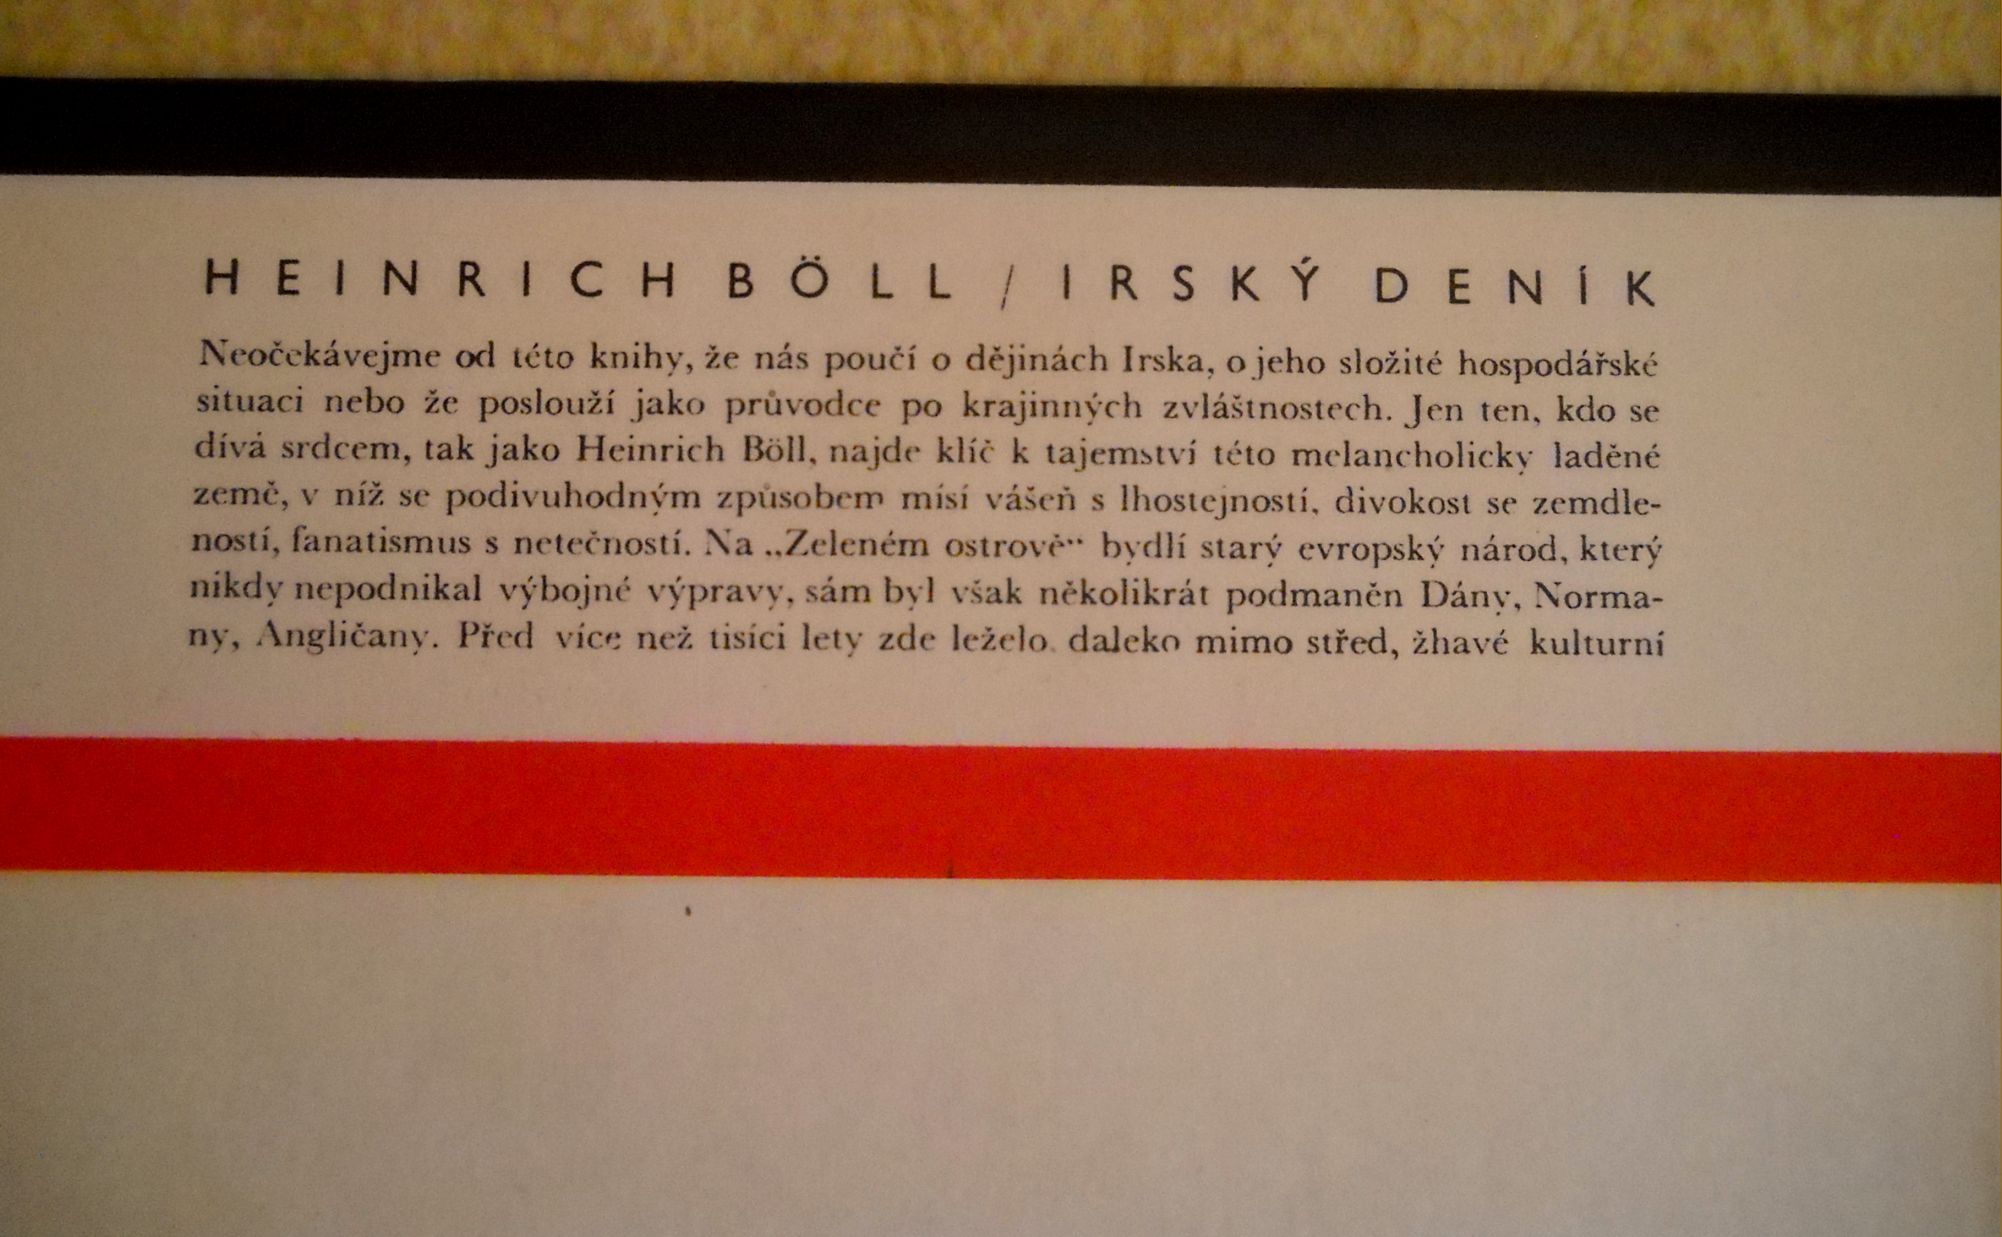 HEINRICH BÖLL / IRSKÝ DENÍK
Neočekávejme od této knihy, že nás poučí o dějinách Irska, o jeho složité hospodářské
situaci nebo že poslouží jako průvodce po krajinných zvláštnostech. Jen ten, kdo se
dívá srdcem, tak jako Heinrich Böll, najde klíč k tajemství této melancholicky laděné
země, v níž se podivuhodným způsobem mísí vášeň s lhostejností, divokost se zemdle-
ností, fanatismus s netečností. Na „Zeleném ostrově“ bydlí starý evropský národ, který
nikdy nepodnikal výbojné výpravy, sám byl však několikrát podmaněn Dány, Norma-
ny, Angličany. Před více než tisíci lety zde leželo, daleko mimo střed, žhavé kulturní